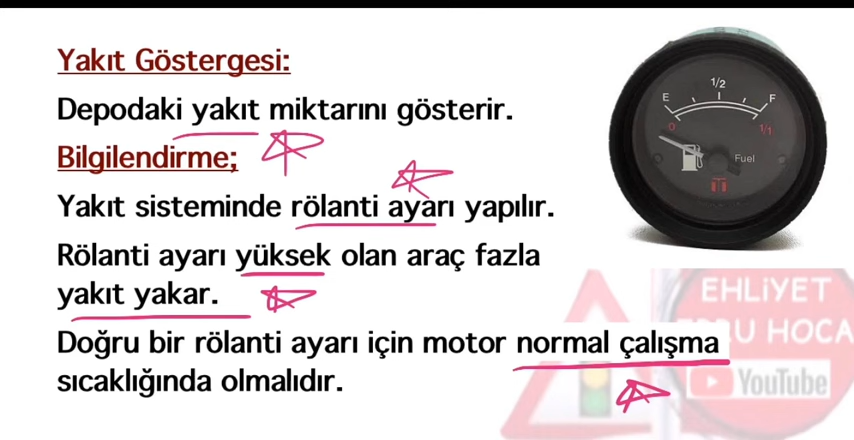 Yakıt Göstergesi:
Depodaki yakıt miktarını gösterir.
Bilgilendirme;
Yakıt sisteminde rölanti ayarı yapılır.
Rölanti ayarı yüksek olan araç fazla
yakıt yakar.
Doğru bir rölanti ayarı için motor normal çalışma
sıcaklığında olmalıdır.
E 1/2 F
0 1/1
Fuel
EHLİYET
RU HOCA
YouTube